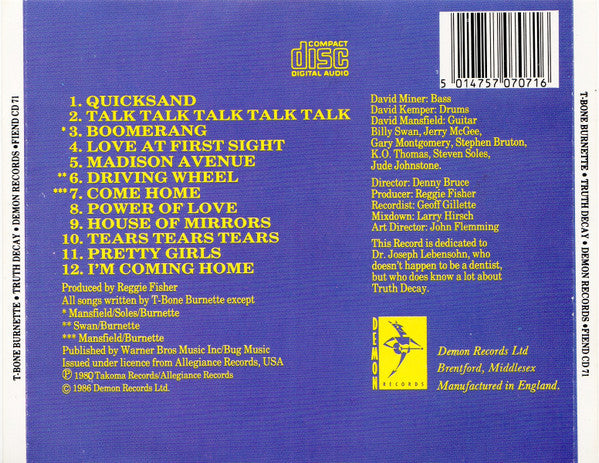 T-BONE BURNETTE • TRUTH DECAY • DEMON RECORDS • FIEND CD 71
COMPACT
disc
DIGITAL AUDIO
5 014757 070716
1. QUICKSAND
2. TALK TALK TALK TALK TALK
* 3. BOOMERANG
4. LOVE AT FIRST SIGHT
5. MADISON AVENUE
** 6. DRIVING WHEEL
*** 7. COME HOME
8. POWER OF LOVE
9. HOUSE OF MIRRORS
10. TEARS TEARS TEARS
11. PRETTY GIRLS
12. I'M COMING HOME
Produced by Reggie Fisher
All songs written by T-Bone Burnette except
* Mansfield/Soles/Burnette
** Swan/Burnette
*** Mansfield/Burnette
Published by Warner Bros Music Inc/Bug Music
Issued under licence from Allegiance Records, USA
Ⓟ 1980 Takoma Records/Allegiance Records
© 1986 Demon Records Ltd.
David Miner: Bass
David Kemper: Drums
David Mansfield: Guitar
Billy Swan, Jerry McGee,
Gary Montgomery, Stephen Bruton,
K.O. Thomas, Steven Soles,
Jude Johnstone.
Director: Denny Bruce
Producer: Reggie Fisher
Recordist: Geoff Gillette
Mixdown: Larry Hirsch
Art Director: John Flemming
This Record is dedicated to
Dr. Joseph Lebensohn, who
doesn't happen to be a dentist,
but who does know a lot about
Truth Decay.
DEMON
RECORDS
Demon Records Ltd
Brentford, Middlesex
Manufactured in England.
T-BONE BURNETTE • TRUTH DECAY • DEMON RECORDS • FIEND CD 71